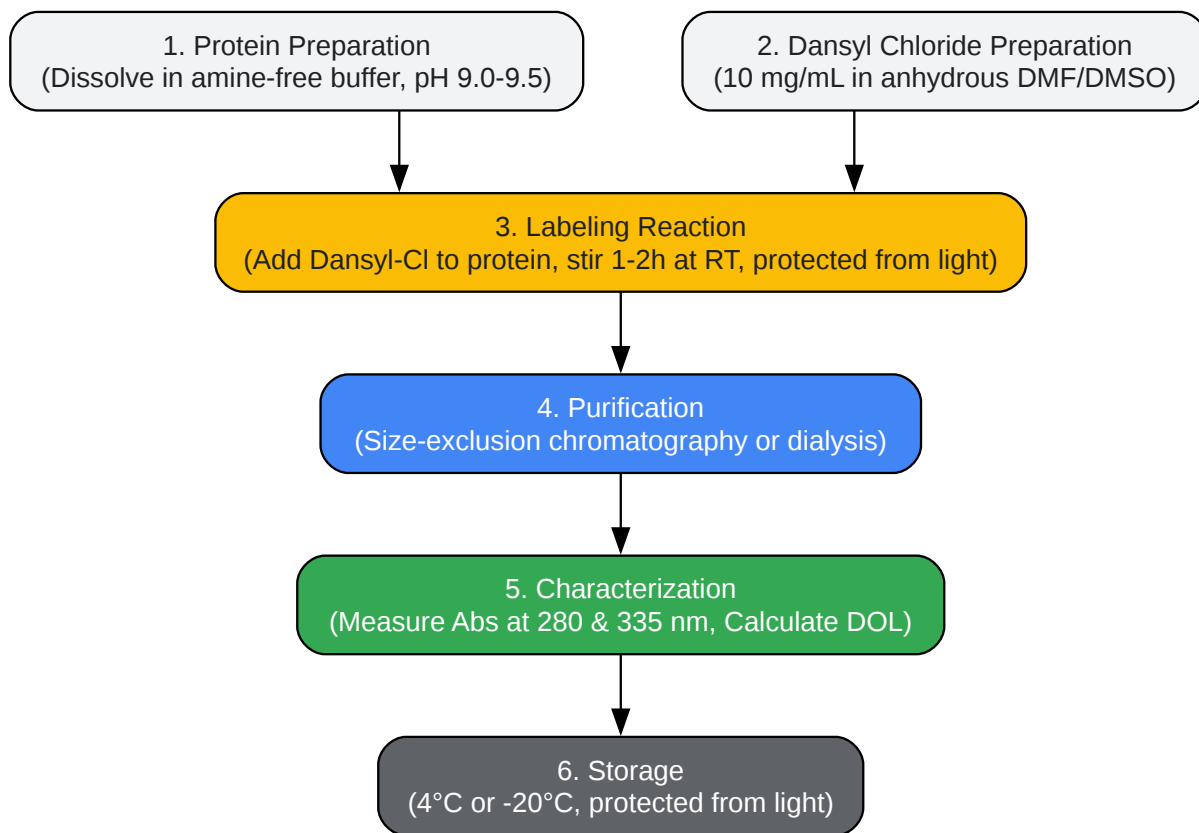 1. Protein Preparation
(Dissolve in amine-free buffer, pH 9.0-9.5)
2. Dansyl Chloride Preparation
(10 mg/mL in anhydrous DMF/DMSO)
3. Labeling Reaction
(Add Dansyl-Cl to protein, stir 1-2h at RT, protected from light)
4. Purification
(Size-exclusion chromatography or dialysis)
5. Characterization
(Measure Abs at 280 & 335 nm, Calculate DOL)
6. Storage
(4°C or -20°C, protected from light)